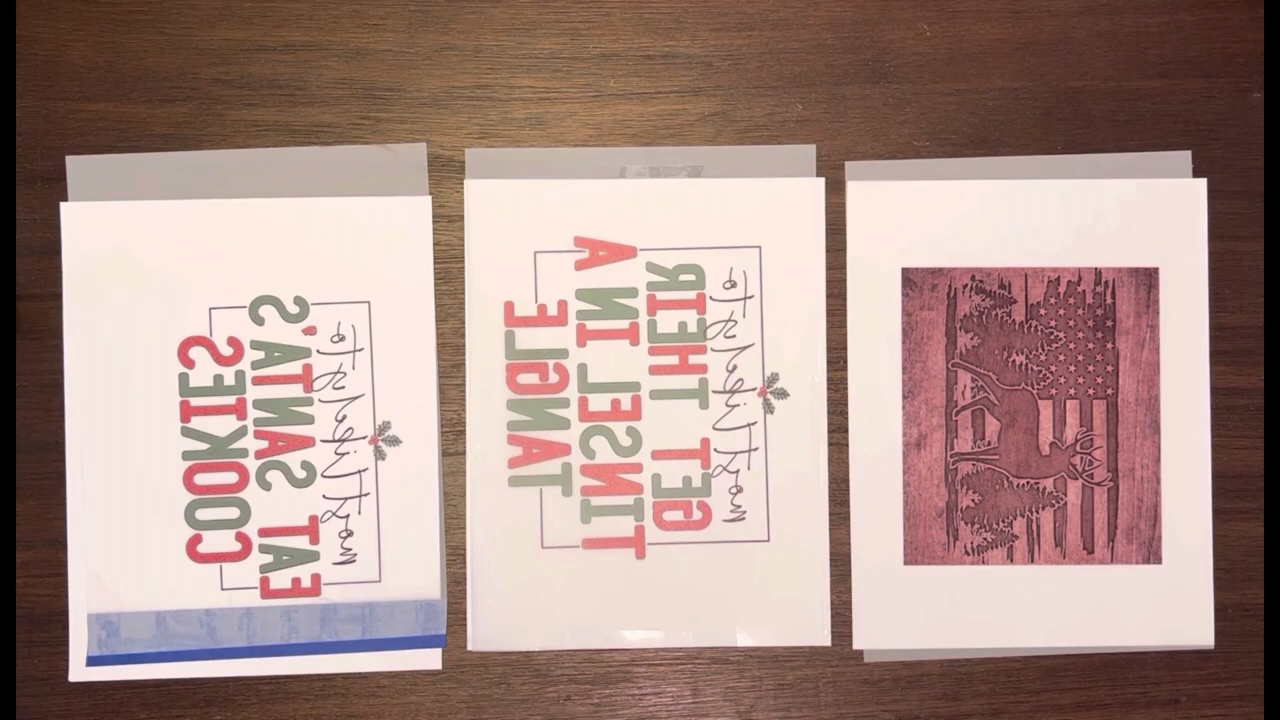 most likely to
EAT SANTA'S
COOKIES
most likely to
GET THEIR
TINSEL IN A
TANGLE